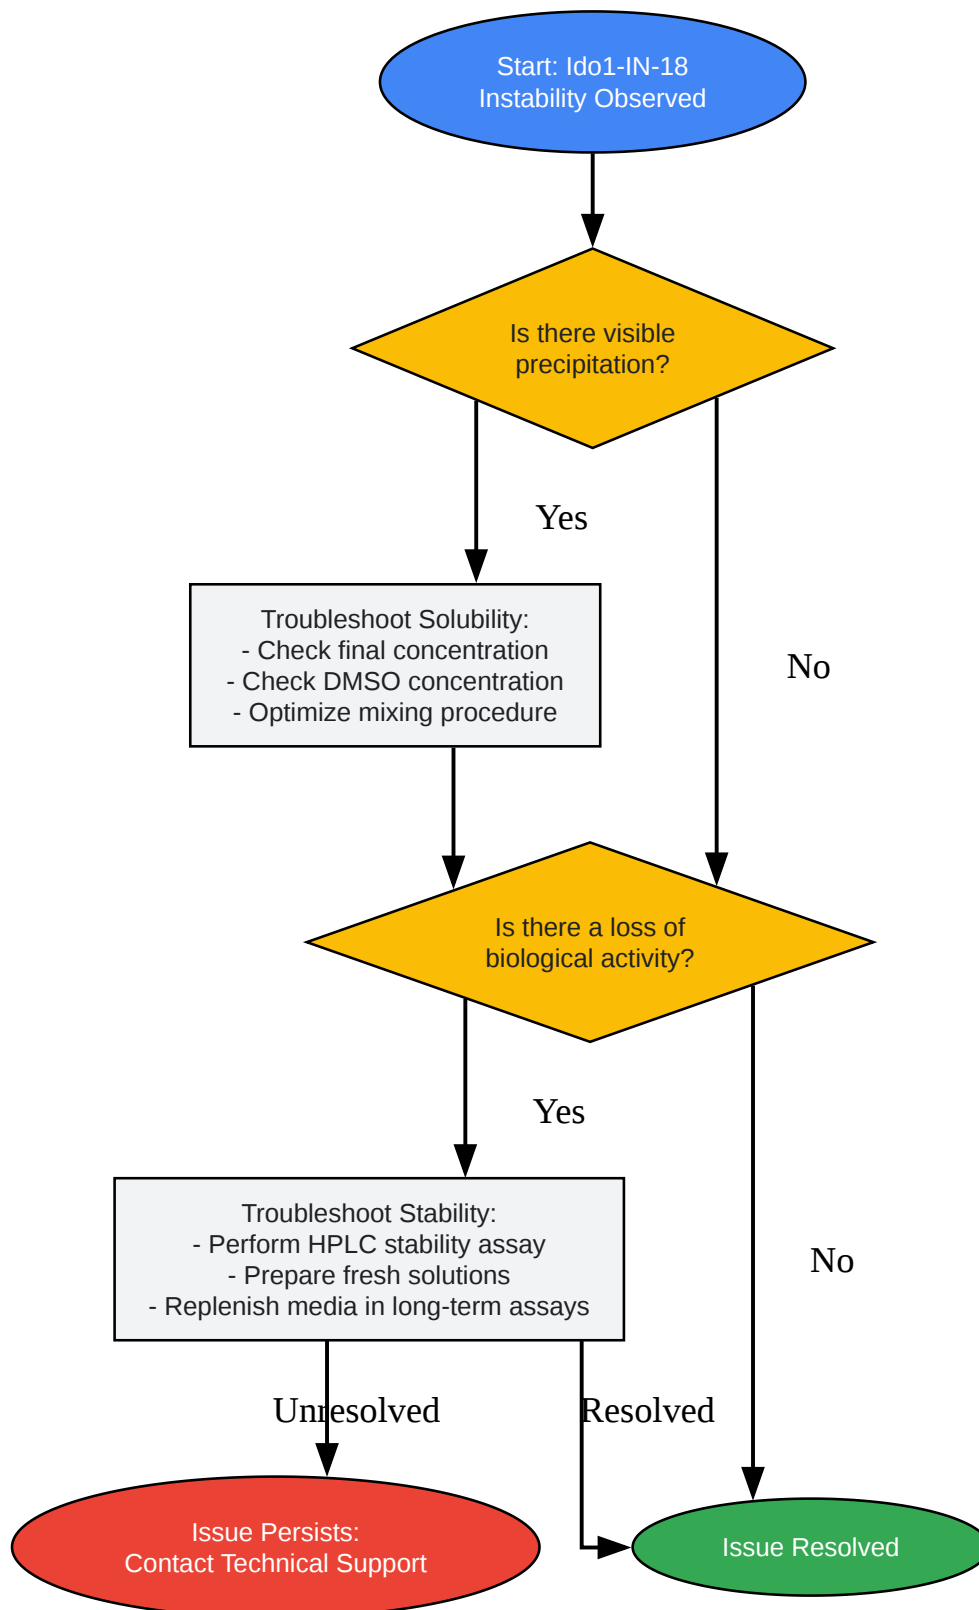 Start: Ido1-IN-18
Instability Observed
Is there visible
precipitation?
Yes
Troubleshoot Solubility:
- Check final concentration
- Check DMSO concentration
- Optimize mixing procedure
No
Is there a loss of
biological activity?
Yes
Troubleshoot Stability:
- Perform HPLC stability assay
- Prepare fresh solutions
- Replenish media in long-term assays
No
Unresolved
Resolved
Issue Persists:
Contact Technical Support
Issue Resolved